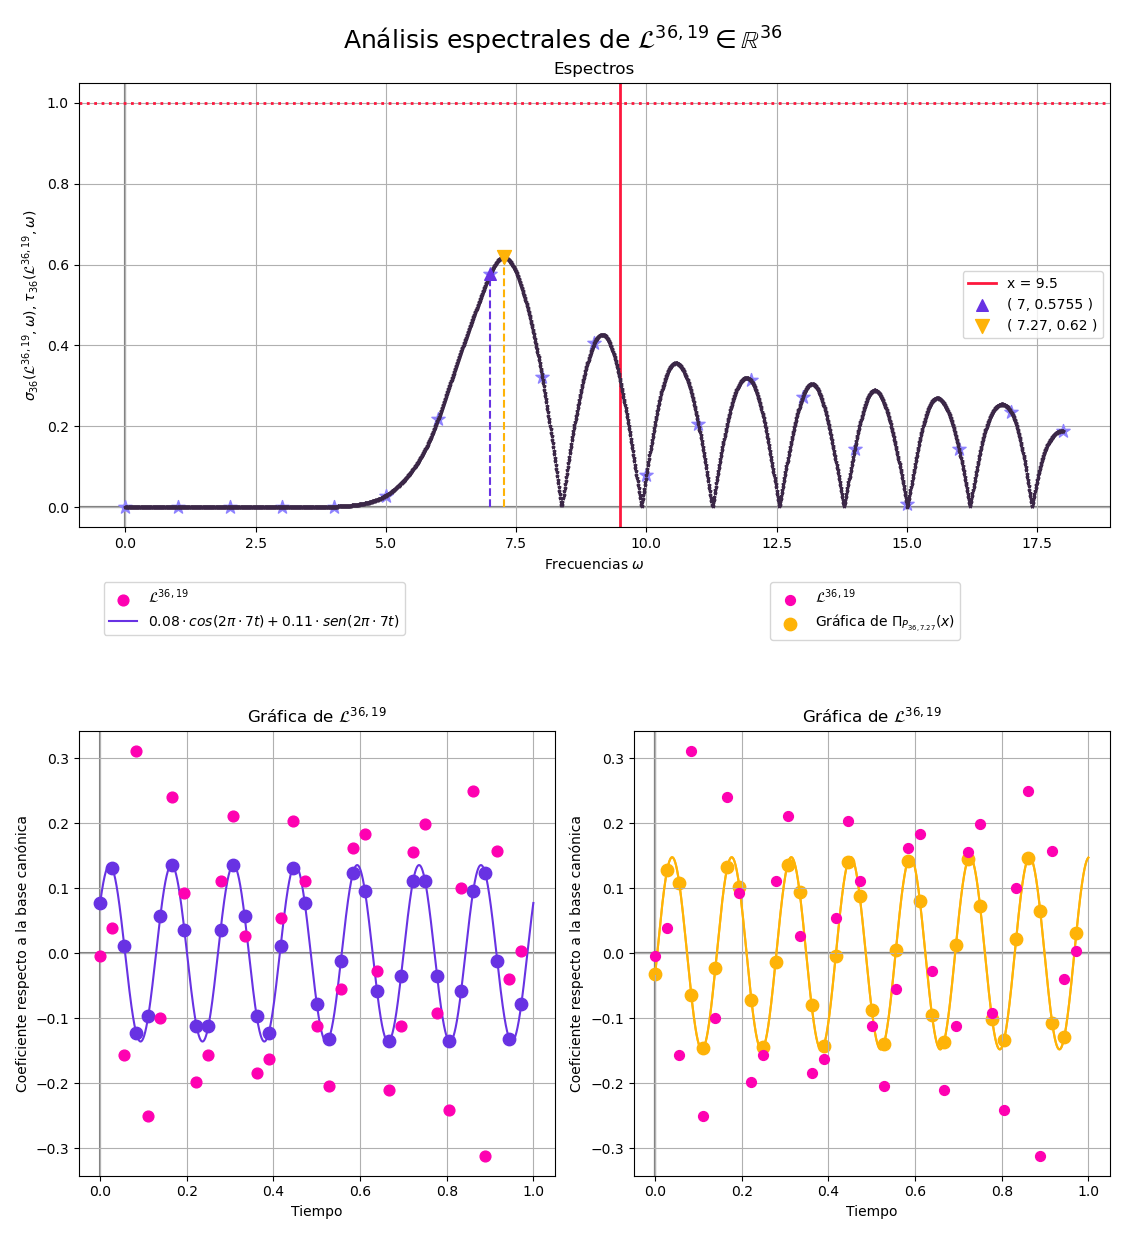 Análisis espectrales de ℒ^{36,19} ∈ ℝ^{36}
Espectros
σ_{36}(ℒ^{36,19}, ω), τ_{36}(ℒ^{36,19}, ω)
1.0
0.8
0.6
0.4
0.2
0.0
x = 9.5
( 7, 0.5755 )
( 7.27, 0.62 )
0.0 2.5 5.0 7.5 10.0 12.5 15.0 17.5
Frecuencias ω
ℒ^{36,19}
0.08 · cos(2π · 7t) + 0.11 · sen(2π · 7t)
ℒ^{36,19}
Gráfica de Π_{P_{36,7.27}}(x)
Gráfica de ℒ^{36,19}
Coeficiente respecto a la base canónica
0.3
0.2
0.1
0.0
−0.1
−0.2
−0.3
0.0 0.2 0.4 0.6 0.8 1.0
Tiempo
Gráfica de ℒ^{36,19}
Coeficiente respecto a la base canónica
0.3
0.2
0.1
0.0
−0.1
−0.2
−0.3
0.0 0.2 0.4 0.6 0.8 1.0
Tiempo